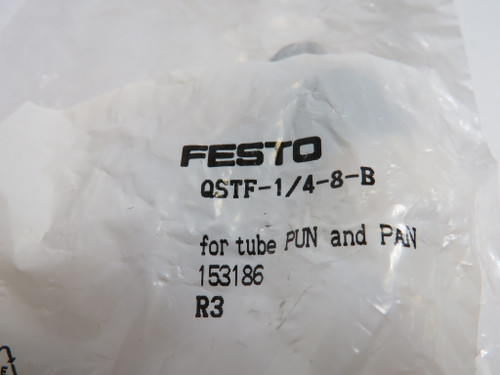 FESTO
QSTF-1/4-8-B
for tube PUN and PAN
153186
R3